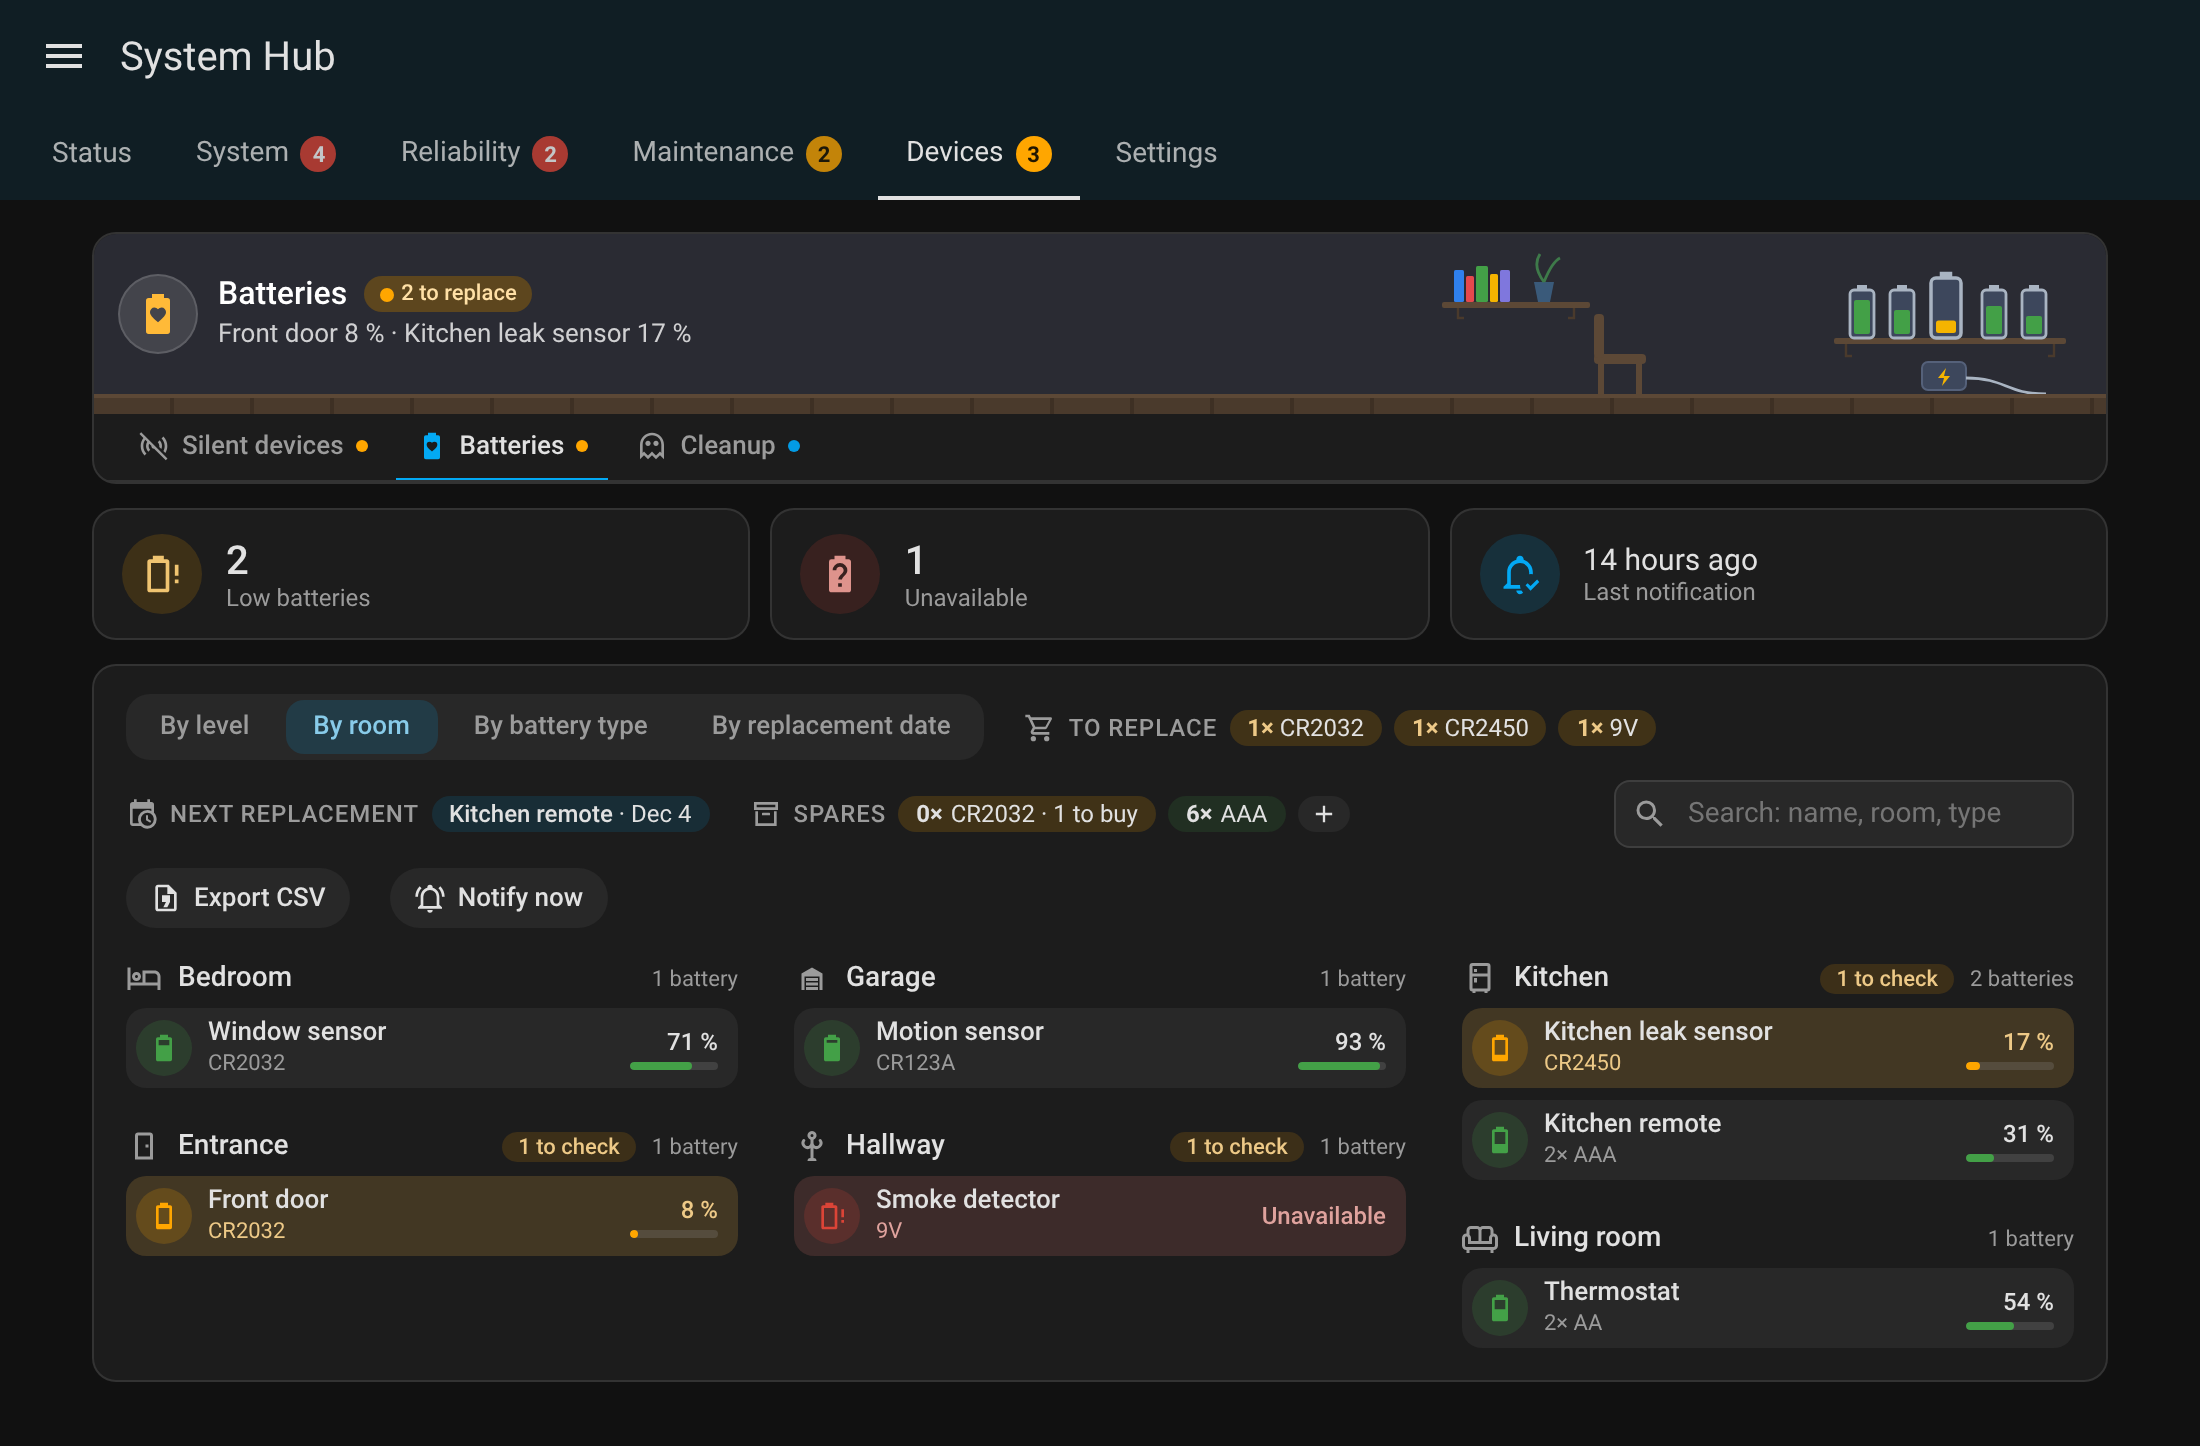 System Hub
Status System 4 Reliability 2 Maintenance 2 Devices 3 Settings
Batteries 2 to replace
Front door 8 % · Kitchen leak sensor 17 %
Silent devices Batteries Cleanup
2
Low batteries
1
Unavailable
14 hours ago
Last notification
By level By room By battery type By replacement date TO REPLACE 1× CR2032 1× CR2450 1× 9V
NEXT REPLACEMENT Kitchen remote · Dec 4 SPARES 0× CR2032 · 1 to buy 6× AAA + Search: name, room, type
Export CSV Notify now
Bedroom 1 battery
Window sensor 71 %
CR2032
Entrance 1 to check 1 battery
Front door 8 %
CR2032
Garage 1 battery
Motion sensor 93 %
CR123A
Hallway 1 to check 1 battery
Smoke detector Unavailable
9V
Kitchen 1 to check 2 batteries
Kitchen leak sensor 17 %
CR2450
Kitchen remote 31 %
2× AAA
Living room 1 battery
Thermostat 54 %
2× AA